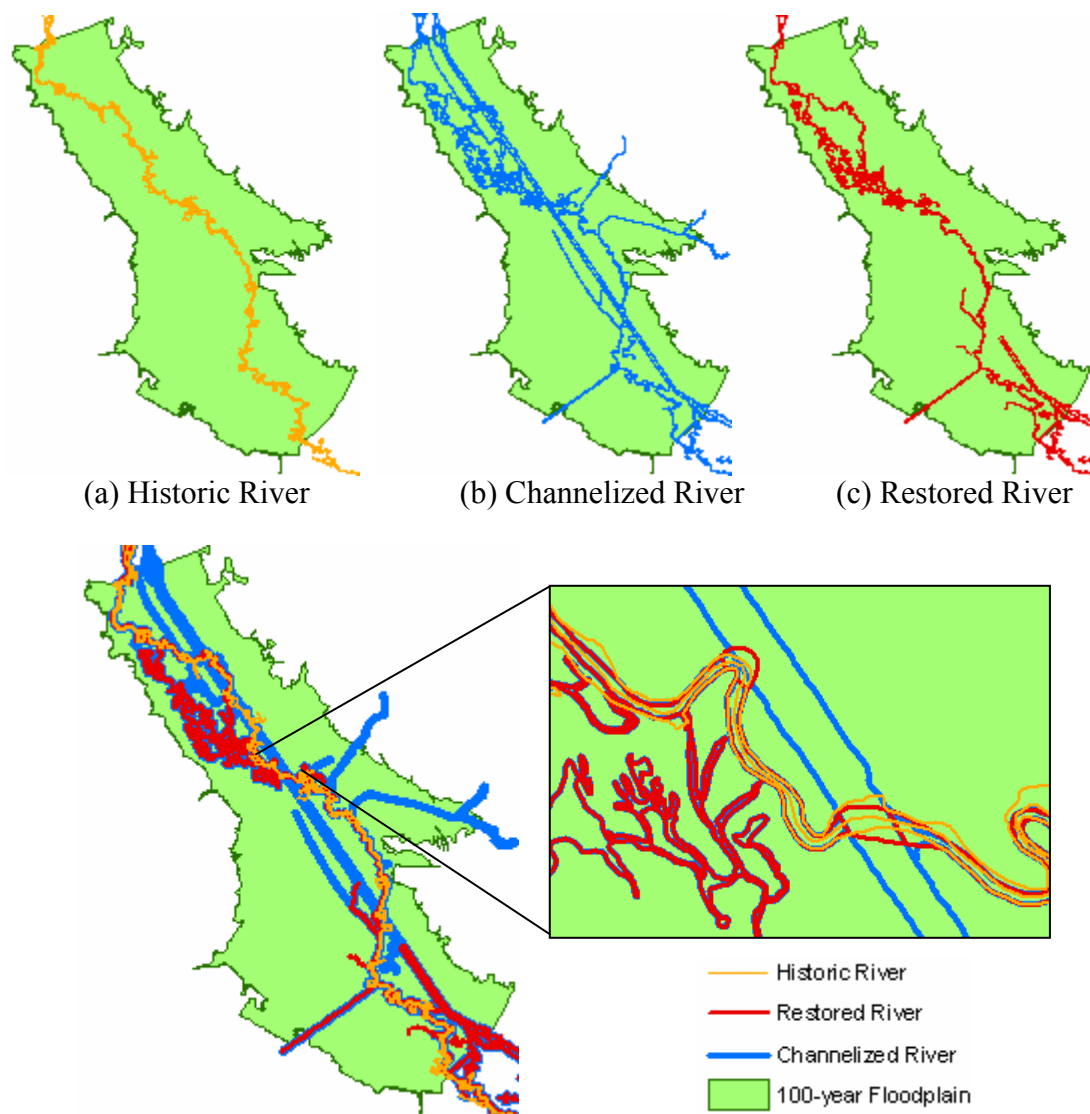 (a) Historic River
(b) Channelized River
(c) Restored River
Historic River
Restored River
Channelized River
100-year Floodplain